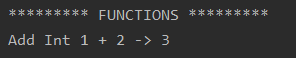 ********* FUNCTIONS *********
Add Int 1 + 2 -> 3